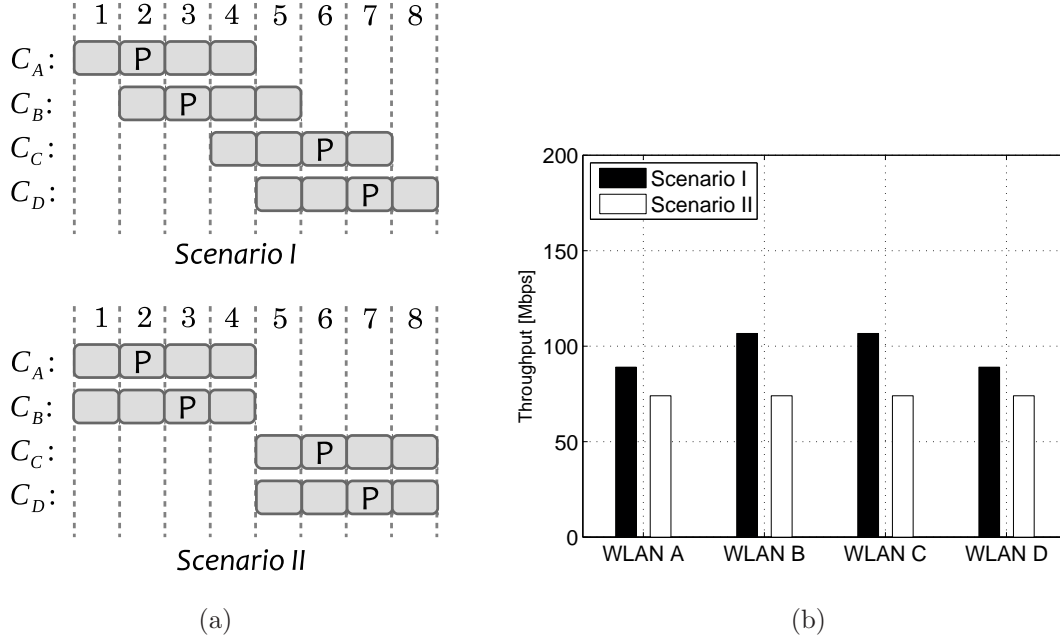 1 2 3 4 5 6 7 8
C_A: P
C_B: P
C_C: P
C_D: P
Scenario I
1 2 3 4 5 6 7 8
C_A: P
C_B: P
C_C: P
C_D: P
Scenario II
(a)
Throughput [Mbps]
200
150
100
50
0
Scenario I
Scenario II
WLAN A WLAN B WLAN C WLAN D
(b)